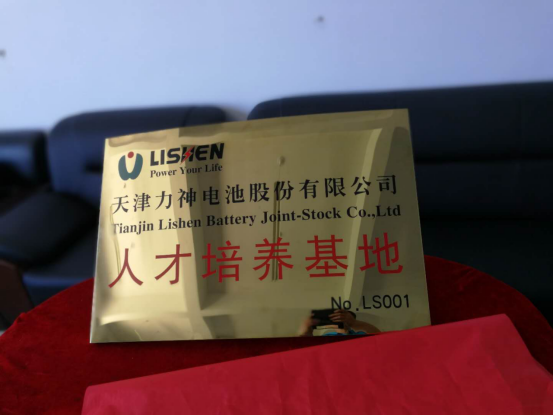 LISHEN
Power Your Life
天津力神电池股份有限公司
Tianjin Lishen Battery Joint-Stock Co.,Ltd
人才培养基地
No.LS001